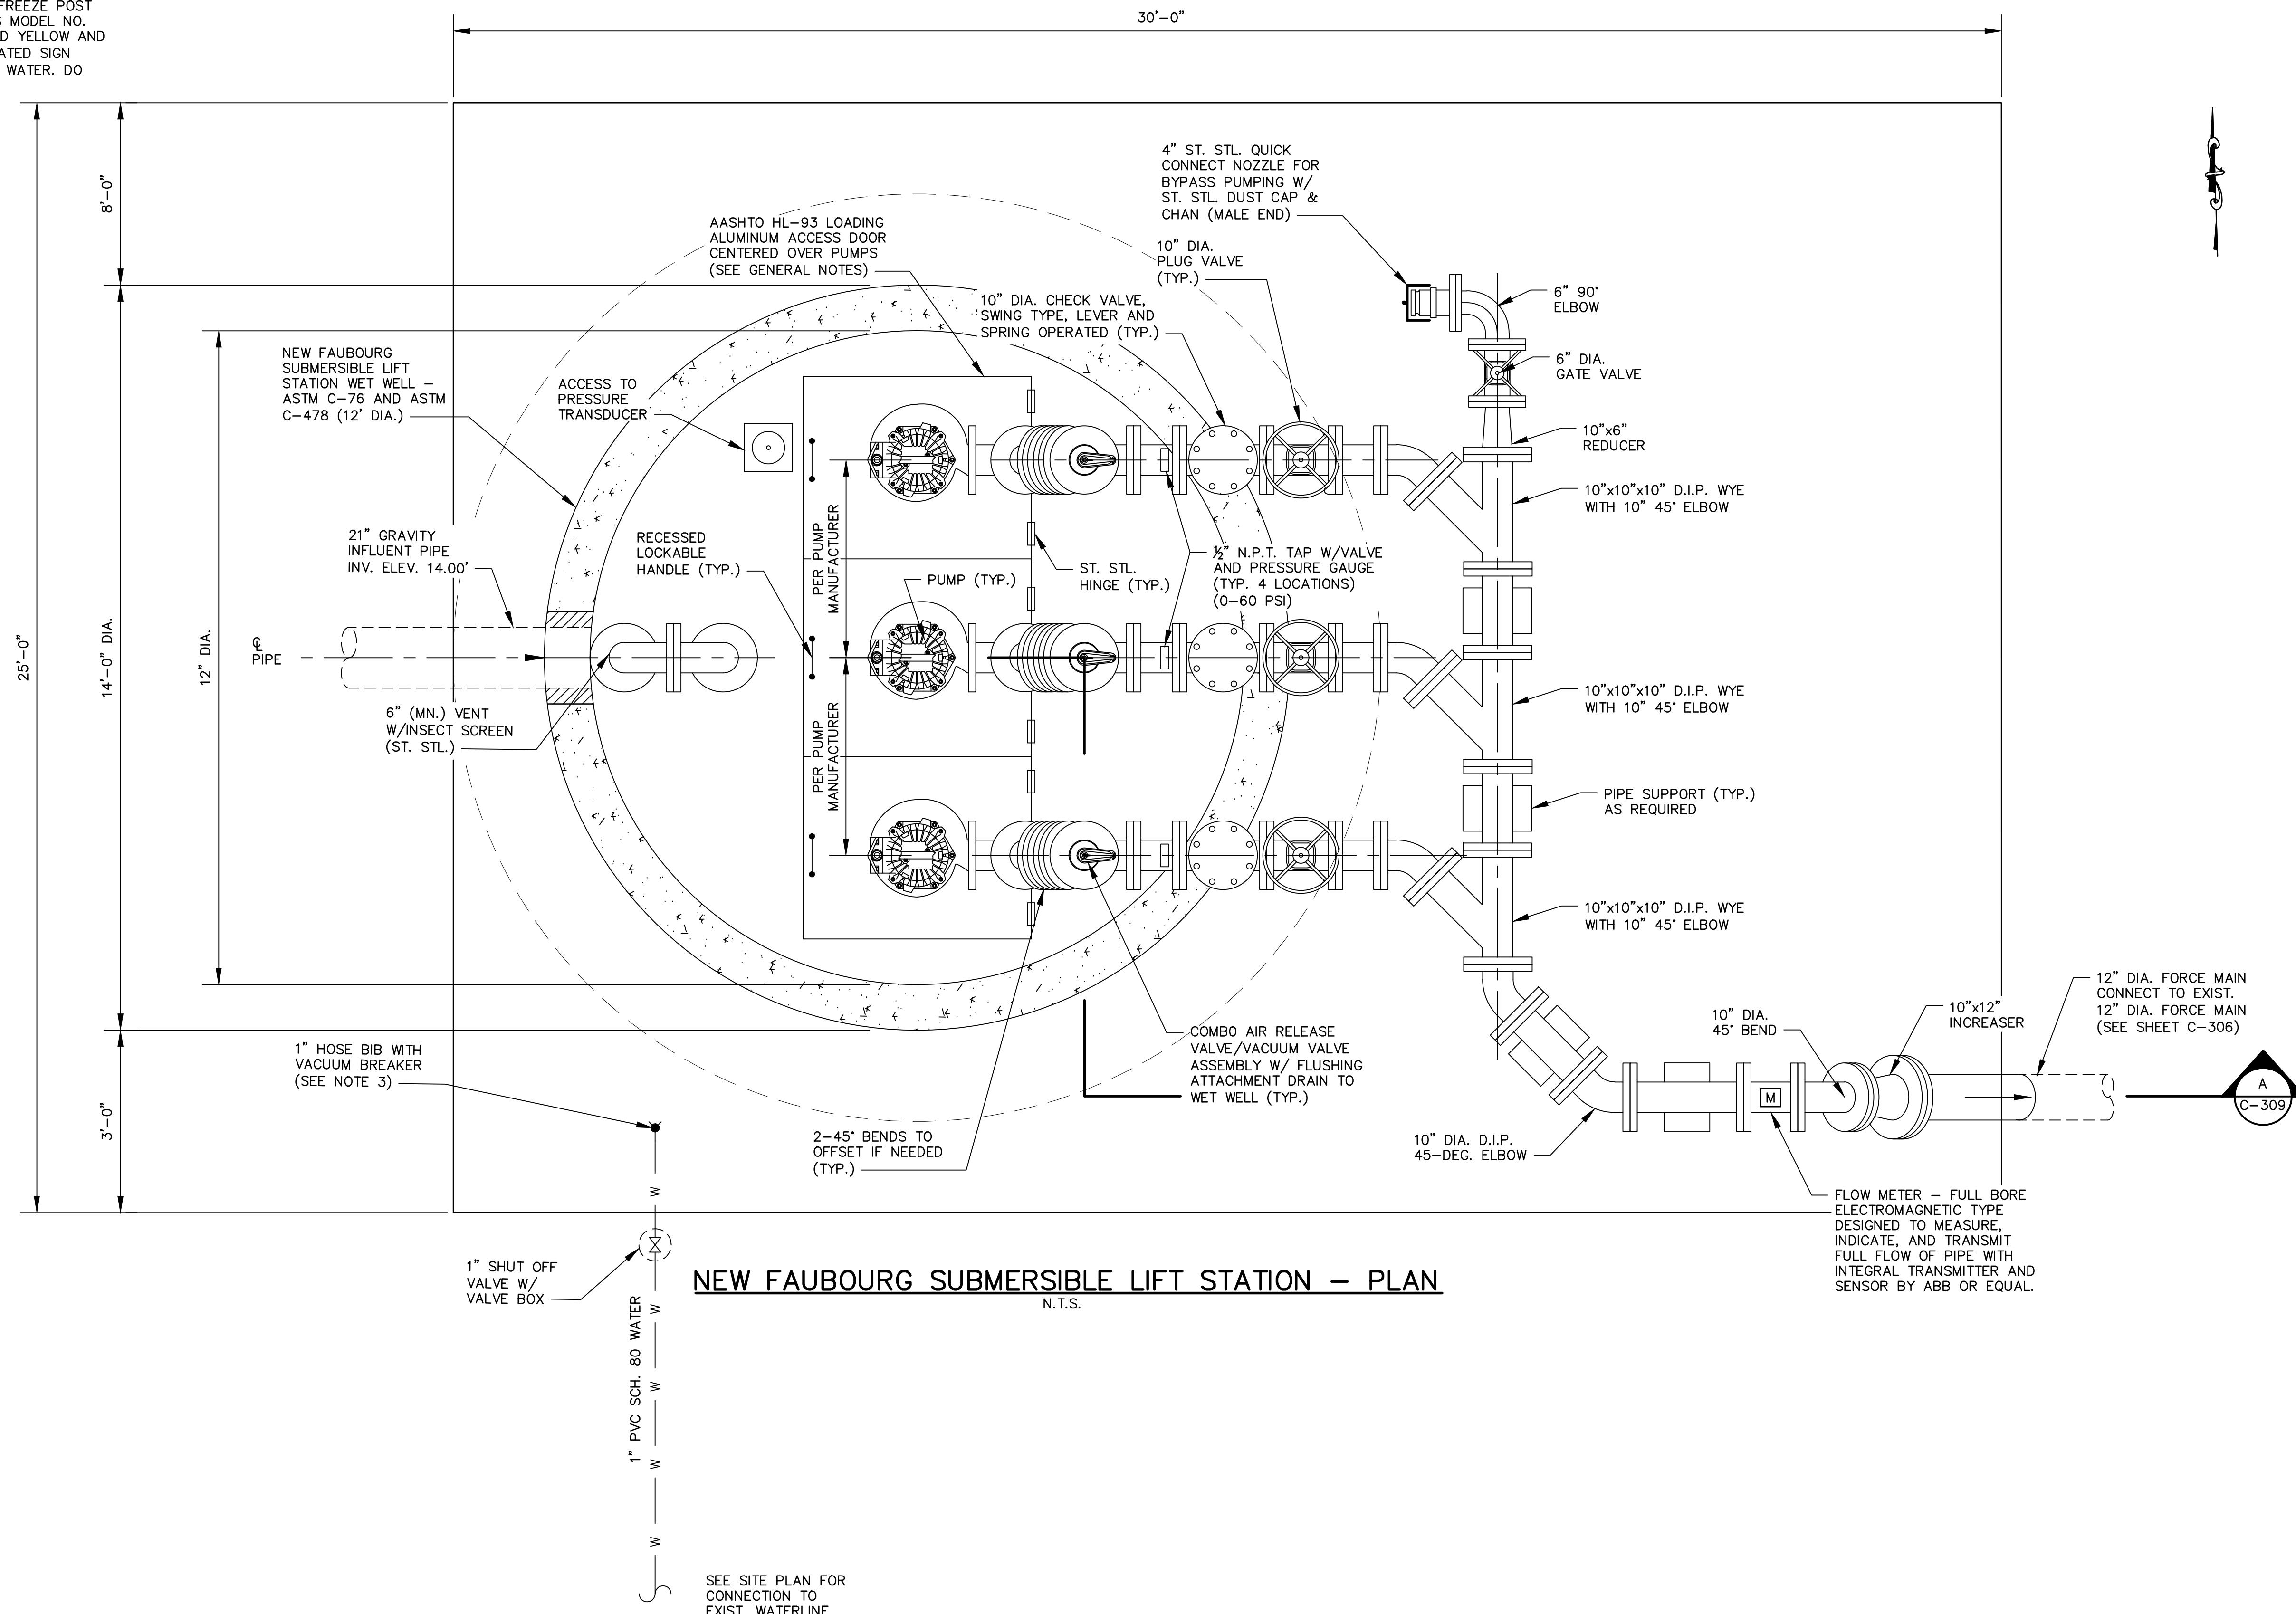 FREEZE POST
MODEL NO.
YELLOW AND
SIGN
WATER. DO
30'-0"
25'-0"
8'-0"
14'-0" DIA.
12" DIA.
3'-0"
4" ST. STL. QUICK
CONNECT NOZZLE FOR
BYPASS PUMPING W/
ST. STL. DUST CAP &
CHAN (MALE END)
AASHTO HL-93 LOADING
ALUMINUM ACCESS DOOR
CENTERED OVER PUMPS
(SEE GENERAL NOTES)
10" DIA.
PLUG VALVE
(TYP.)
10" DIA. CHECK VALVE,
SWING TYPE, LEVER AND
SPRING OPERATED (TYP.)
6" 90°
ELBOW
6" DIA.
GATE VALVE
NEW FAUBOURG
SUBMERSIBLE LIFT
STATION WET WELL –
ASTM C-76 AND ASTM
C-478 (12' DIA.)
ACCESS TO
PRESSURE
TRANSDUCER
10"x6"
REDUCER
10"x10"x10" D.I.P. WYE
WITH 10" 45° ELBOW
21" GRAVITY
INFLUENT PIPE
INV. ELEV. 14.00'
RECESSED
LOCKABLE
HANDLE (TYP.)
PER PUMP
MANUFACTURER
PUMP (TYP.)
ST. STL.
HINGE (TYP.)
½" N.P.T. TAP W/VALVE
AND PRESSURE GAUGE
(TYP. 4 LOCATIONS)
(0-60 PSI)
℄
PIPE
6" (MN.) VENT
W/INSECT SCREEN
(ST. STL.)
PER PUMP
MANUFACTURER
10"x10"x10" D.I.P. WYE
WITH 10" 45° ELBOW
PIPE SUPPORT (TYP.)
AS REQUIRED
10"x10"x10" D.I.P. WYE
WITH 10" 45° ELBOW
12" DIA. FORCE MAIN
CONNECT TO EXIST.
12" DIA. FORCE MAIN
(SEE SHEET C-306)
10" DIA.
45° BEND
10"x12"
INCREASER
A
C-309
M
1" HOSE BIB WITH
VACUUM BREAKER
(SEE NOTE 3)
COMBO AIR RELEASE
VALVE/VACUUM VALVE
ASSEMBLY W/ FLUSHING
ATTACHMENT DRAIN TO
WET WELL (TYP.)
2-45° BENDS TO
OFFSET IF NEEDED
(TYP.)
10" DIA. D.I.P.
45-DEG. ELBOW
FLOW METER – FULL BORE
ELECTROMAGNETIC TYPE
DESIGNED TO MEASURE,
INDICATE, AND TRANSMIT
FULL FLOW OF PIPE WITH
INTEGRAL TRANSMITTER AND
SENSOR BY ABB OR EQUAL.
W
1" SHUT OFF
VALVE W/
VALVE BOX
NEW FAUBOURG SUBMERSIBLE LIFT STATION – PLAN
N.T.S.
1" PVC SCH. 80 WATER
W
W
W
W
SEE SITE PLAN FOR
CONNECTION TO
EXIST. WATERLINE